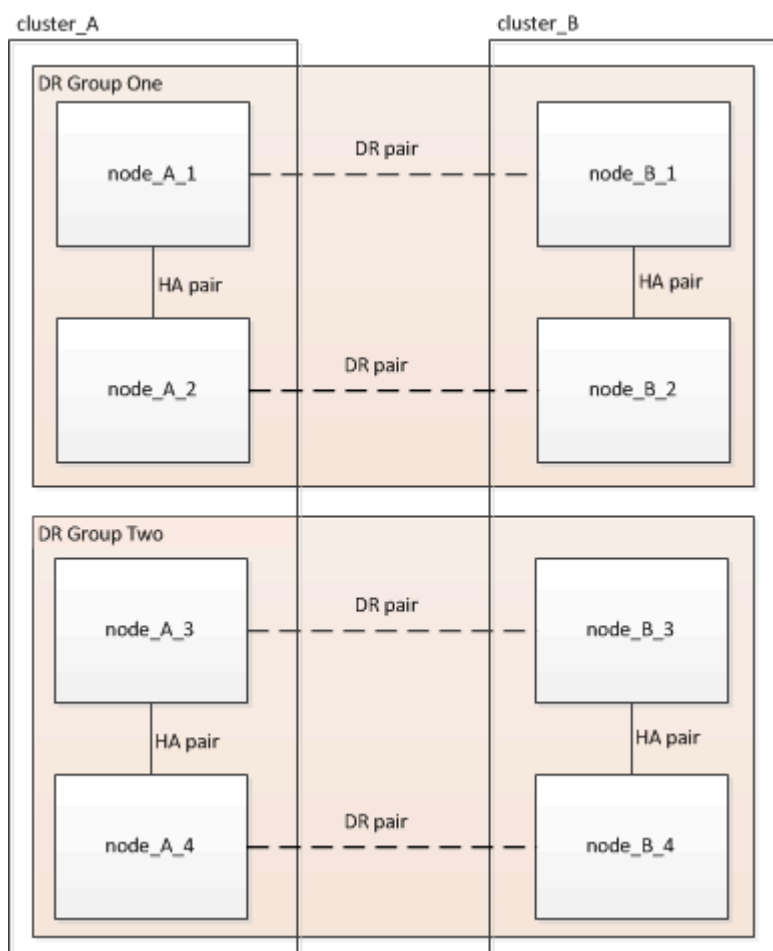 cluster_A
cluster_B
DR Group One
node_A_1
DR pair
node_B_1
HA pair
HA pair
node_A_2
DR pair
node_B_2
DR Group Two
node_A_3
DR pair
node_B_3
HA pair
HA pair
node_A_4
DR pair
node_B_4